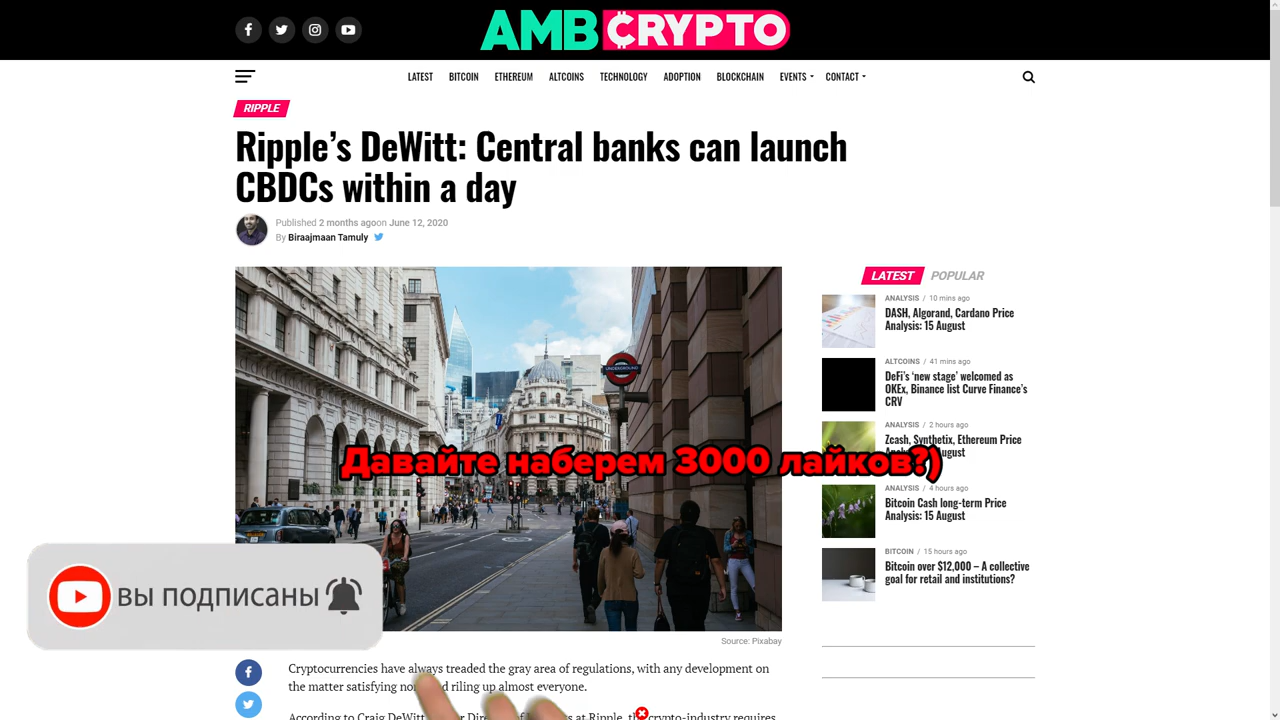 AMBCRYPTO
LATEST BITCOIN ETHEREUM ALTCOINS TECHNOLOGY ADOPTION BLOCKCHAIN EVENTS CONTACT
RIPPLE
Ripple's DeWitt: Central banks can launch
CBDCs within a day
Published 2 months agoon June 12, 2020
By Biraajmaan Tamuly
LATEST POPULAR
ANALYSIS / 10 mins ago
DASH, Algorand, Cardano Price
Analysis: 15 August
ALTCOINS / 41 mins ago
DeFi's 'new stage' welcomed as
OKEx, Binance list Curve Finance's
CRV
ANALYSIS / 2 hours ago
Zcash, Synthetix, Ethereum Price
August
ANALYSIS / 4 hours ago
Bitcoin Cash long-term Price
Analysis: 15 August
BITCOIN / 15 hours ago
Bitcoin over $12,000 – A collective
goal for retail and institutions?
UNDERGROUND
Давайте наберем 3000 лайков?)
вы подписаны
Source: Pixabay
Cryptocurrencies have always treaded the gray area of regulations, with any development on
the matter satisfying riling up almost everyone.
According to Craig DeWitt, Director of at Ripple, the crypto-industry requires